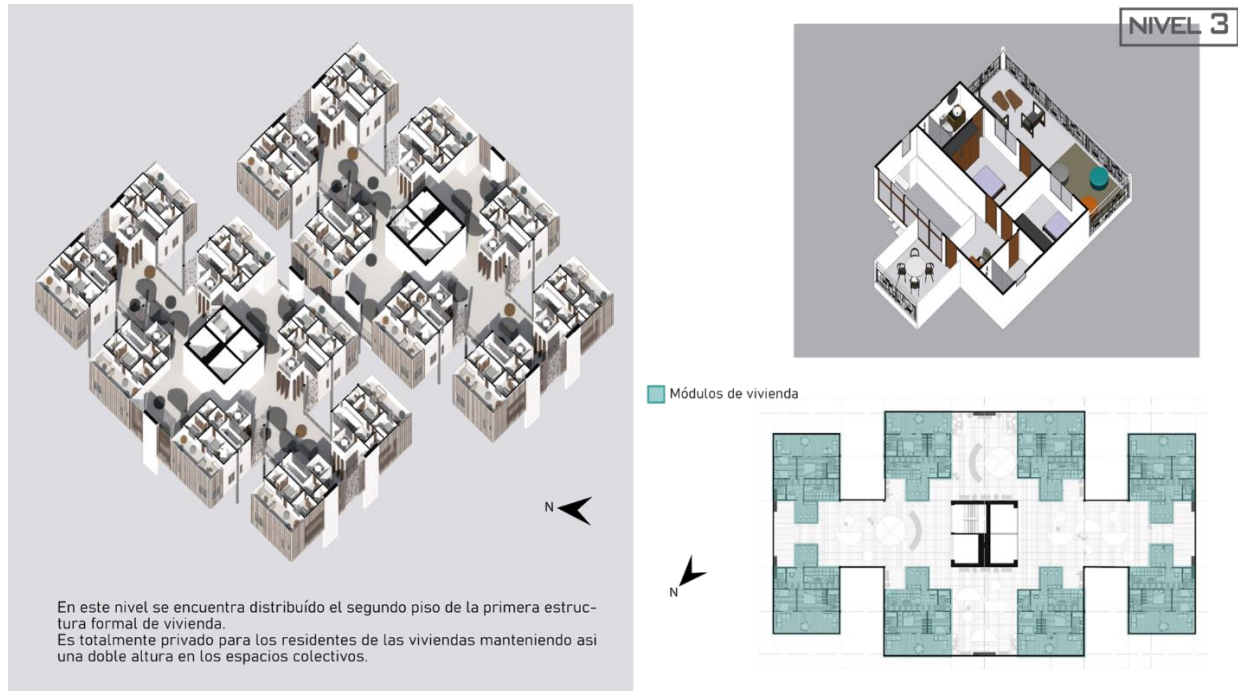 NIVEL 3
Módulos de vivienda
N
N
En este nivel se encuentra distribuído el segundo piso de la primera estruc-
tura formal de vivienda.
Es totalmente privado para los residentes de las viviendas manteniendo asi
una doble altura en los espacios colectivos.